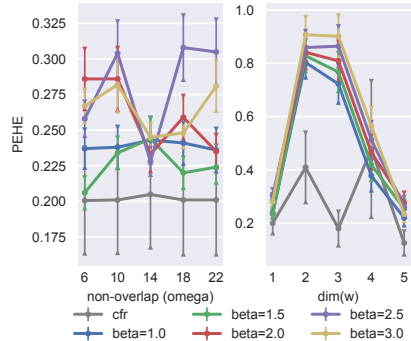 0.325
0.300
0.275
0.250
0.225
0.200
0.175
PEHE
6 10 14 18 22
non-overlap (omega)
1.0
0.8
0.6
0.4
0.2
1 2 3 4 5
dim(w)
cfr beta=1.5 beta=2.5
beta=1.0 beta=2.0 beta=3.0